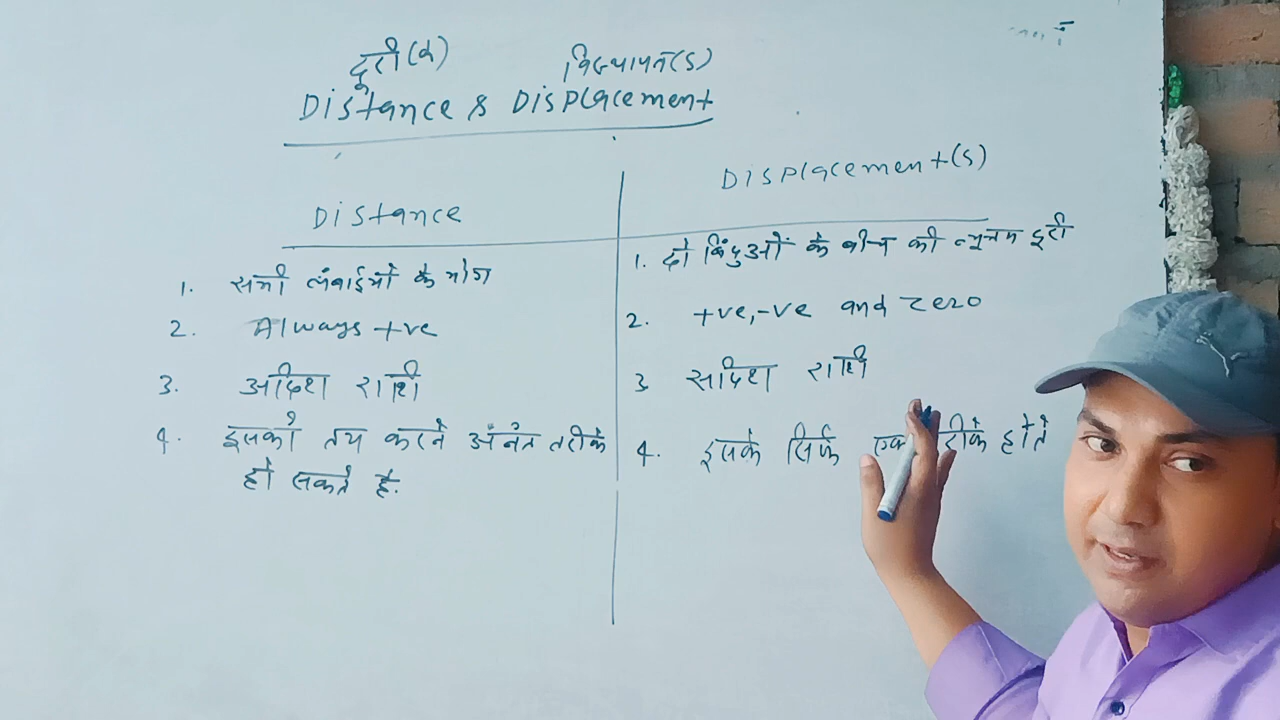 दूरी(d) विस्थापन(s)
Distance & Displacement
Distance
1. सभी लंबाईयों के योग
2. Always +ve
3. अदिश राशी
4. इसको तय करने अनंत तरीके
हो सकते है.
Displacement(s)
1. दो बिंदुओं के बीच की न्यूनतम दूरी
2. +ve,-ve and zero
3 सदिश राशी
4. इसके सिर्फ एक तरीके होते